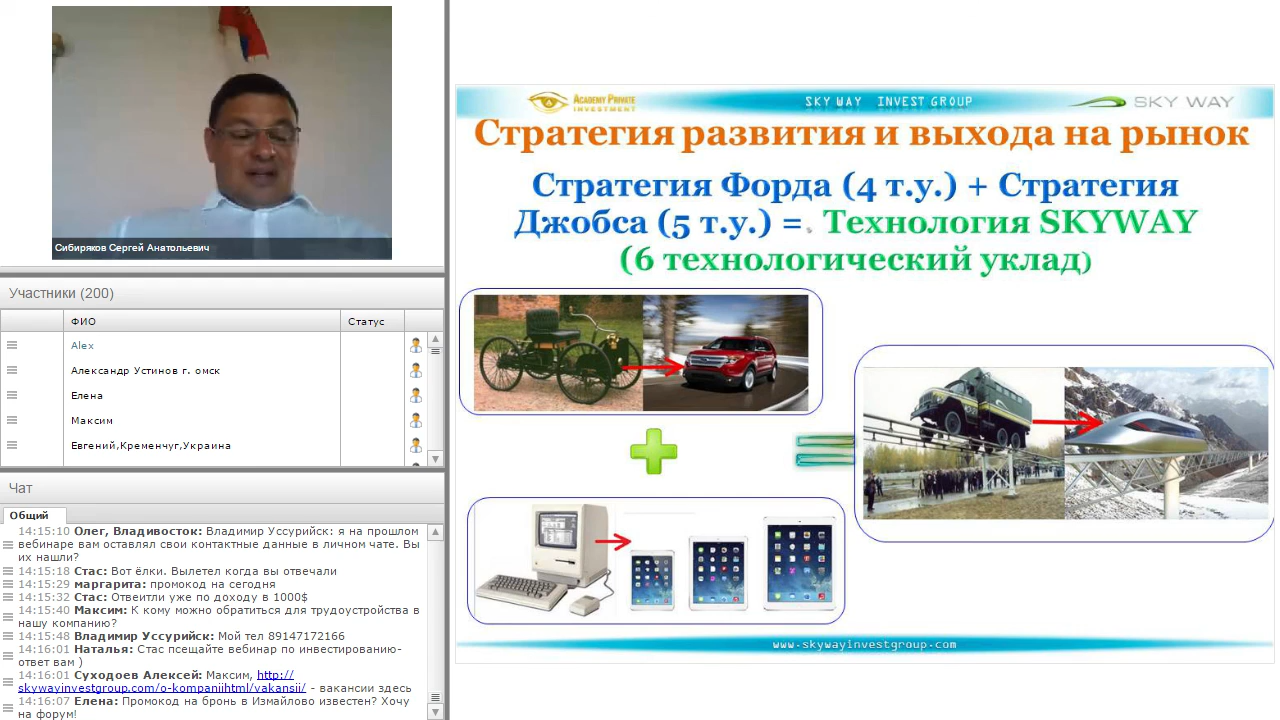 Сибиряков Сергей Анатольевич
Участники (200)
ФИО
Статус
Alex
Александр Устинов г. омск
Елена
Максим
Евгений,Кременчуг,Украина
Чат
Общий
14:15:10 Олег, Владивосток: Владимир Уссурийск: я на прошлом
вебинаре вам оставлял свои контактные данные в личном чате. Вы
их нашли?
14:15:18 Стас: Вот ёлки. Вылетел когда вы отвечали
14:15:29 маргарита: промокод на сегодня
14:15:32 Стас: Отвеитли уже по доходу в 1000$
14:15:40 Максим: К кому можно обратиться для трудоустройства в
нашу компанию?
14:15:48 Владимир Уссурийск: Мой тел 89147172166
14:16:01 Наталья: Стас псещайте вебинар по инвестированию-
ответ вам )
14:16:01 Суходоев Алексей: Максим, http://
skywayinvestgroup.com/o-kompaniihtml/vakansii/ - вакансии здесь
14:16:07 Елена: Промокод на бронь в Измайлово известен? Хочу
на форум!
ACADEMY PRIVATE
INVESTMENT
SKY WAY INVEST GROUP
SKY WAY
Стратегия развития и выхода на рынок
Стратегия Форда (4 т.у.) + Стратегия
Джобса (5 т.у.) = . Технология SKYWAY
(6 технологический уклад)
www.skywayinvestgroup.com